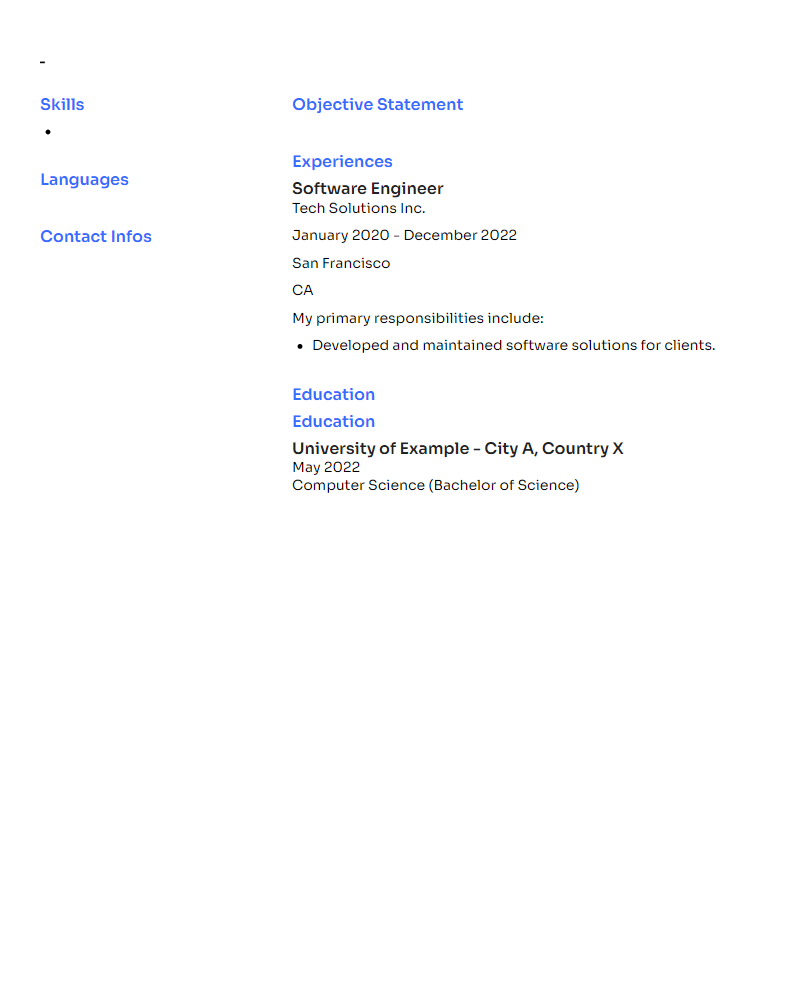 -
Skills
•
Languages
Contact Infos
Objective Statement
Experiences
Software Engineer
Tech Solutions Inc.
January 2020 - December 2022
San Francisco
CA
My primary responsibilities include:
• Developed and maintained software solutions for clients.
Education
Education
University of Example - City A, Country X
May 2022
Computer Science (Bachelor of Science)